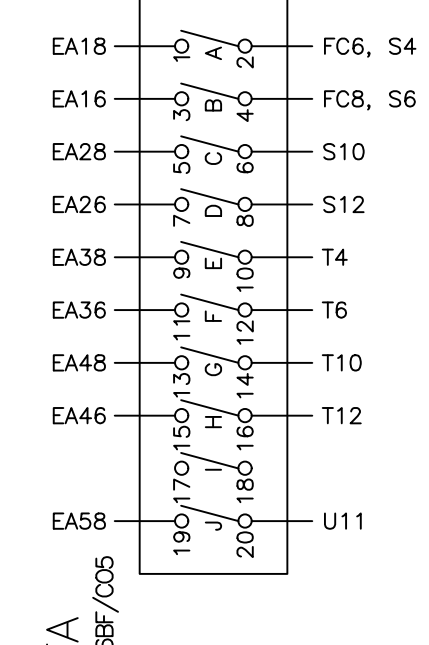 EA18 1 A 2 FC6, S4
EA16 3 B 4 FC8, S6
EA28 5 C 6 S10
EA26 7 D 8 S12
EA38 9 E 10 T4
EA36 11 F 12 T6
EA48 13 G 14 T10
EA46 15 H 16 T12
17 I 18
EA58 19 J 20 U11